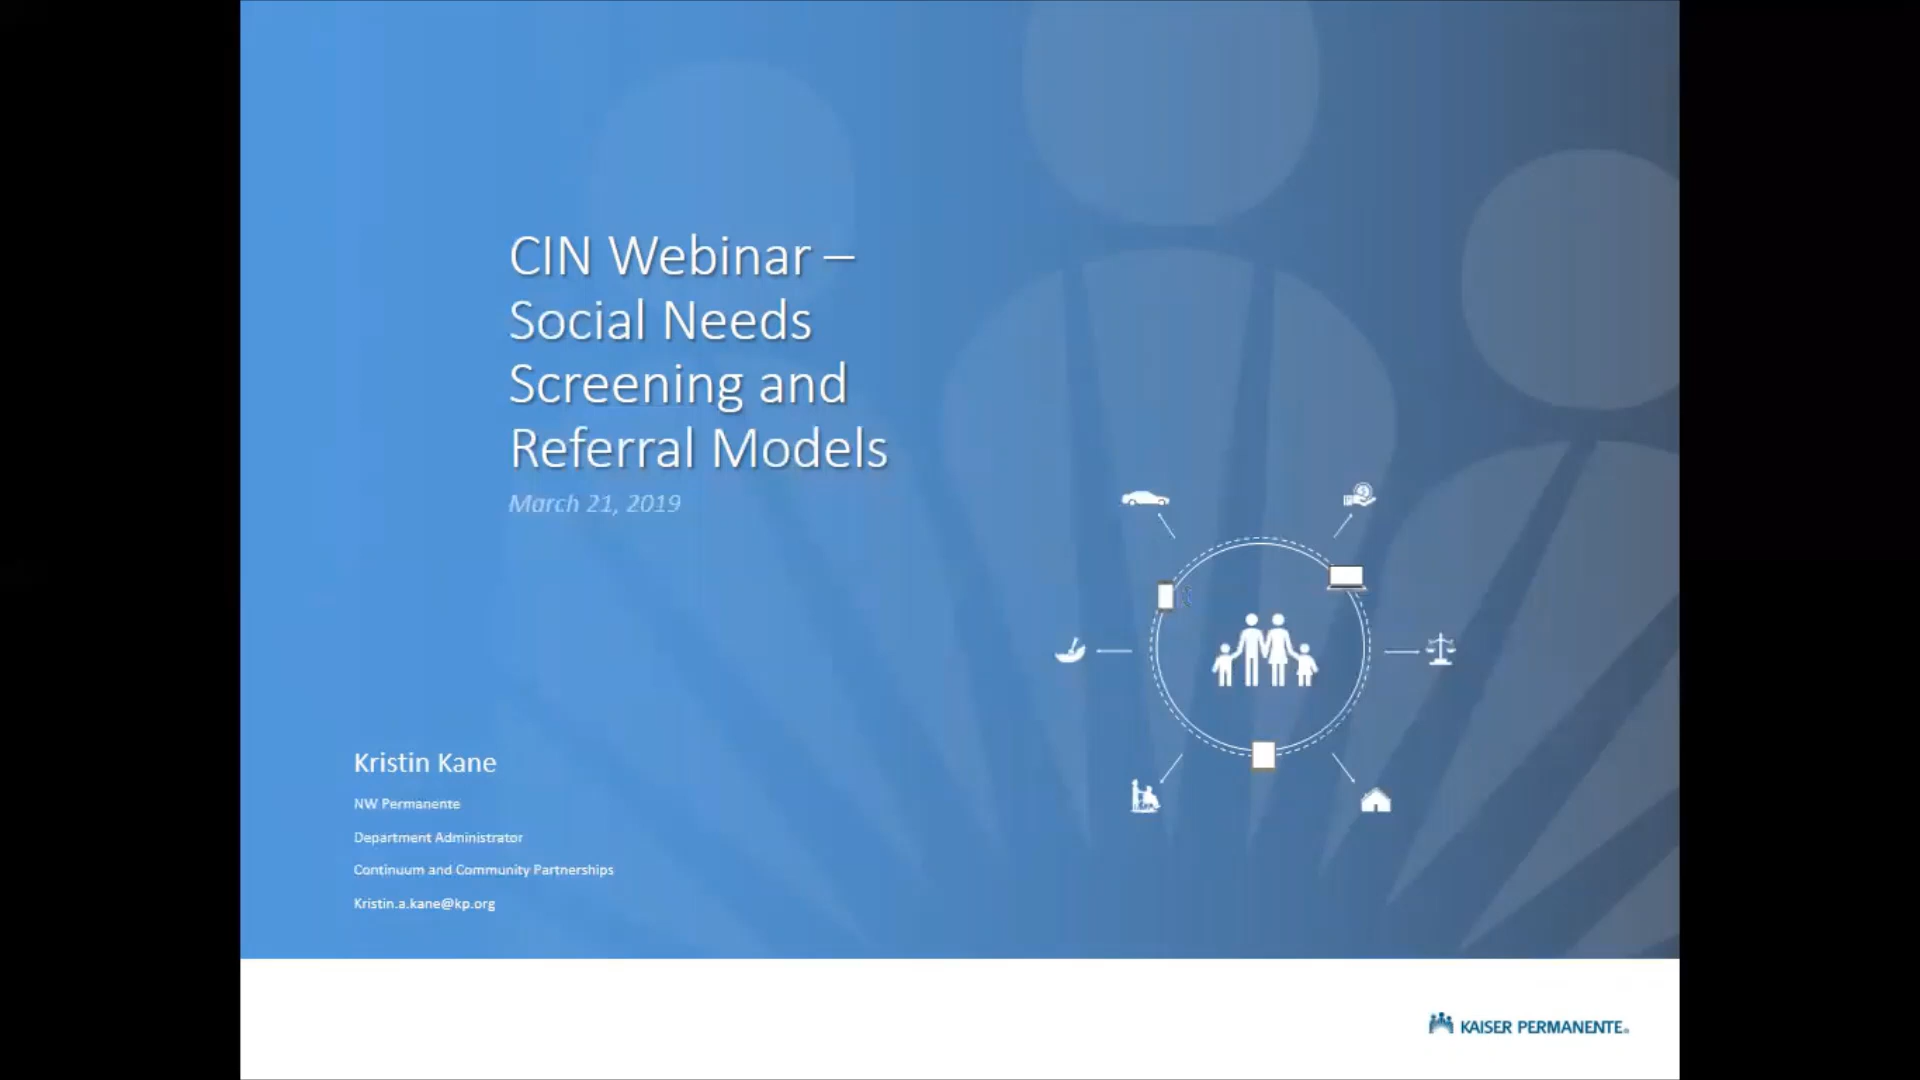 CIN Webinar –
Social Needs
Screening and
Referral Models
March 21, 2019
Kristin Kane
NW Permanente
Department Administrator
Continuum and Community Partnerships
Kristin.a.kane@kp.org
KAISER PERMANENTE®